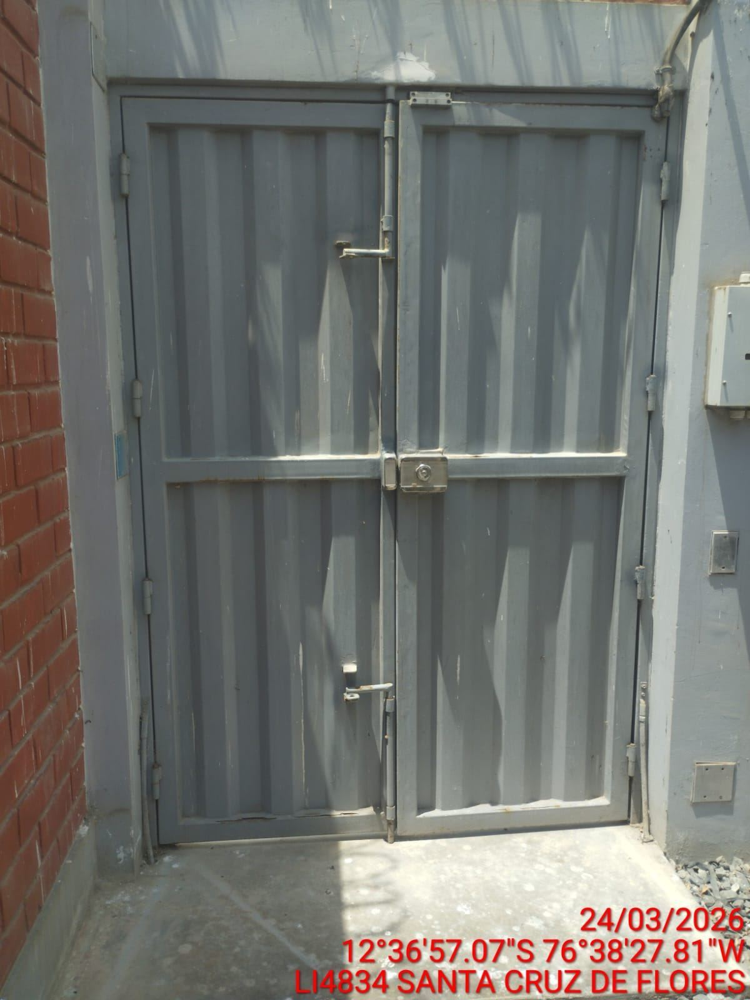 24/03/2026
12°36'57.07"S 76°38'27.81"W
LI4834 SANTA CRUZ DE FLORES